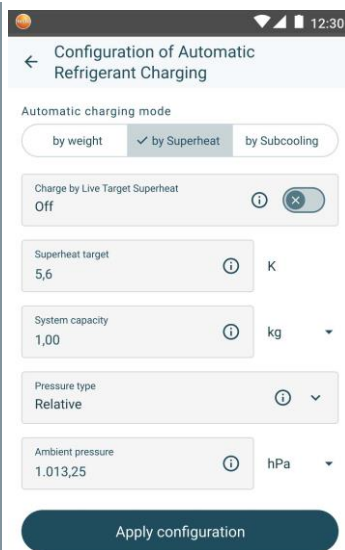 12:30
Configuration of Automatic
Refrigerant Charging
Automatic charging mode
by weight by Superheat by Subcooling
Charge by Live Target Superheat
Off
Superheat target
5,6 K
System capacity
1,00 kg
Pressure type
Relative
Ambient pressure
1.013,25 hPa
Apply configuration